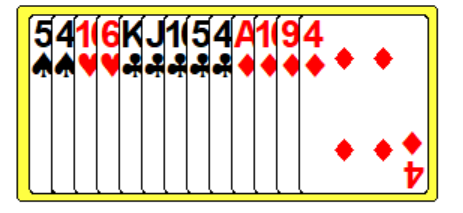 5 4 10 6 K J 10 5 4 A 10 9 4
♠ ♠ ♥ ♥ ♣ ♣ ♣ ♣ ♣ ♦ ♦ ♦ ♦
4